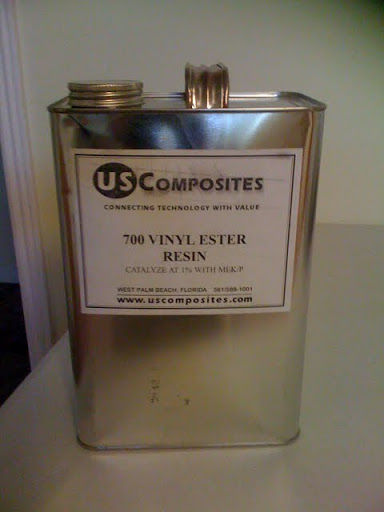 US COMPOSITES
CONNECTING TECHNOLOGY WITH VALUE
700 VINYL ESTER
RESIN
CATALYZE AT 1% WITH MEK/P
WEST PALM BEACH, FLORIDA 561/588-1001
www.uscomposites.com